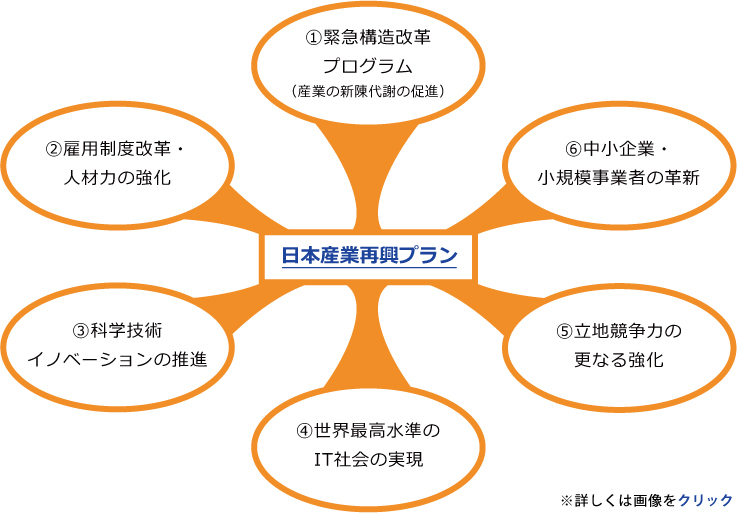 ①緊急構造改革
プログラム
（産業の新陳代謝の促進）
②雇用制度改革・
人材力の強化
⑥中小企業・
小規模事業者の革新
日本産業再興プラン
③科学技術
イノベーションの推進
⑤立地競争力の
更なる強化
④世界最高水準の
IT社会の実現
※詳しくは画像をクリック